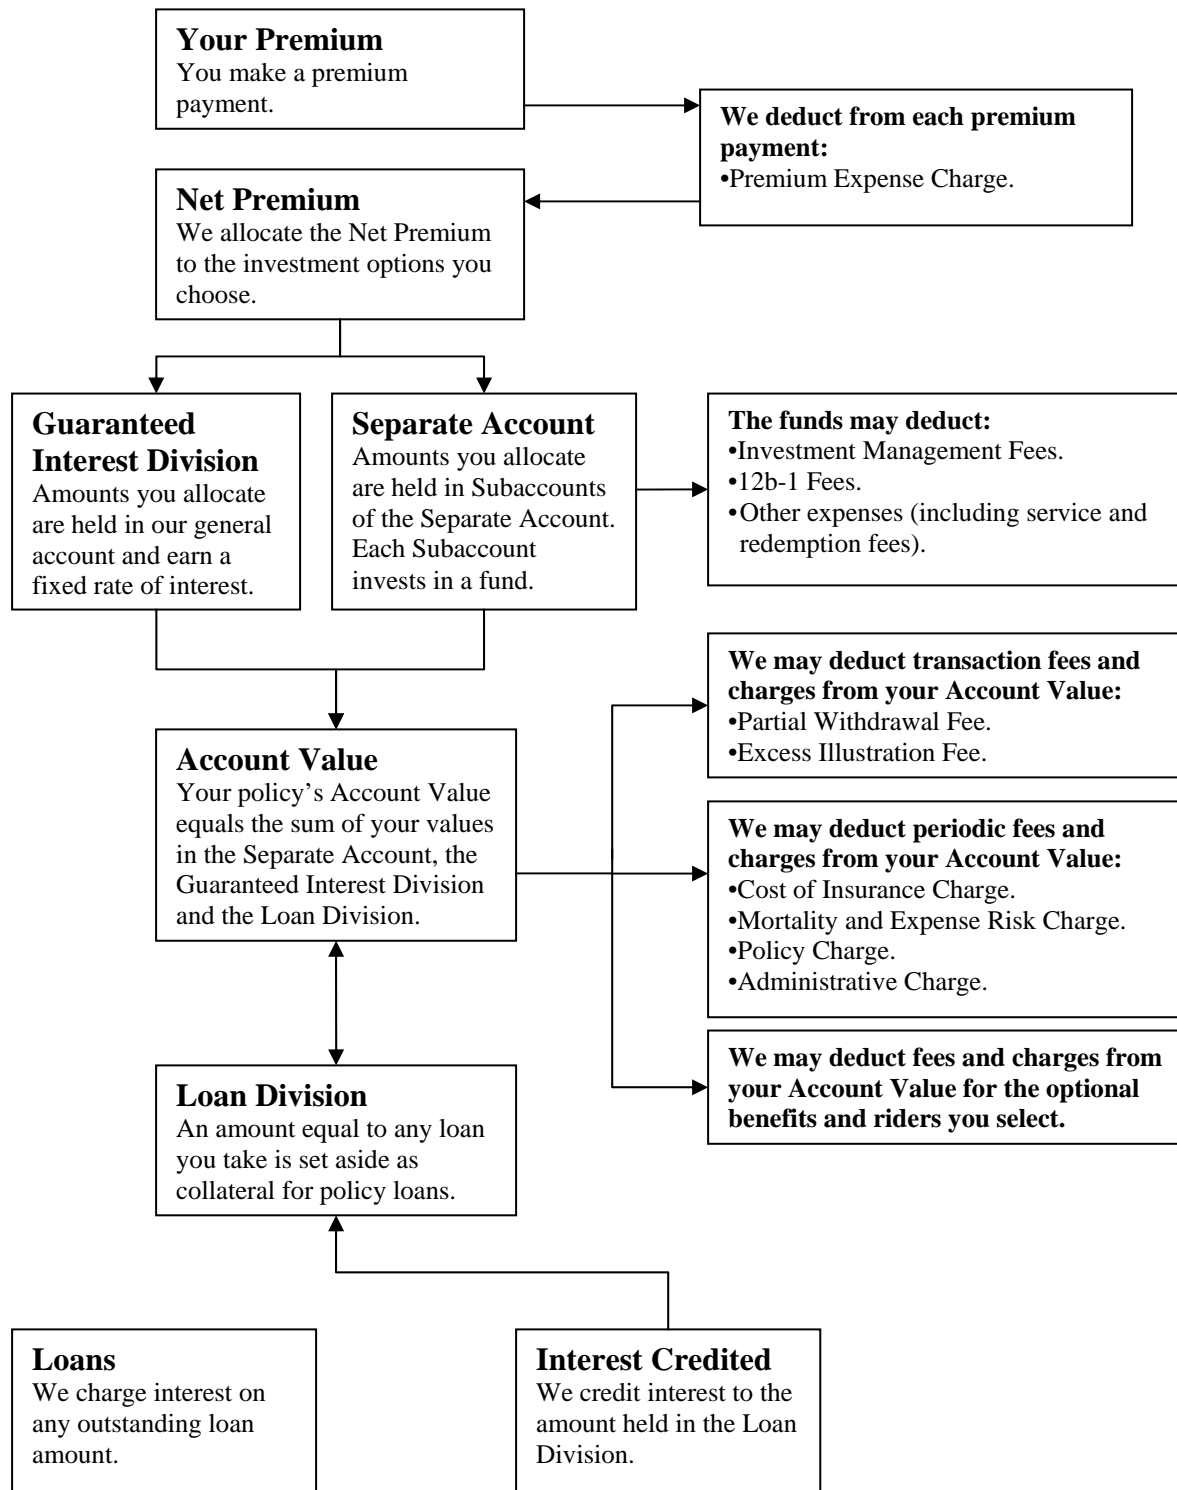 Your Premium
You make a premium
payment.
We deduct from each premium
payment:
•Premium Expense Charge.
Net Premium
We allocate the Net Premium
to the investment options you
choose.
Guaranteed
Interest Division
Amounts you allocate
are held in our general
account and earn a
fixed rate of interest.
Separate Account
Amounts you allocate
are held in Subaccounts
of the Separate Account.
Each Subaccount
invests in a fund.
The funds may deduct:
•Investment Management Fees.
•12b-1 Fees.
•Other expenses (including service and
redemption fees).
We may deduct transaction fees and
charges from your Account Value:
•Partial Withdrawal Fee.
•Excess Illustration Fee.
Account Value
Your policy’s Account Value
equals the sum of your values
in the Separate Account, the
Guaranteed Interest Division
and the Loan Division.
We may deduct periodic fees and
charges from your Account Value:
•Cost of Insurance Charge.
•Mortality and Expense Risk Charge.
•Policy Charge.
•Administrative Charge.
We may deduct fees and charges from
your Account Value for the optional
benefits and riders you select.
Loan Division
An amount equal to any loan
you take is set aside as
collateral for policy loans.
Loans
We charge interest on
any outstanding loan
amount.
Interest Credited
We credit interest to the
amount held in the Loan
Division.